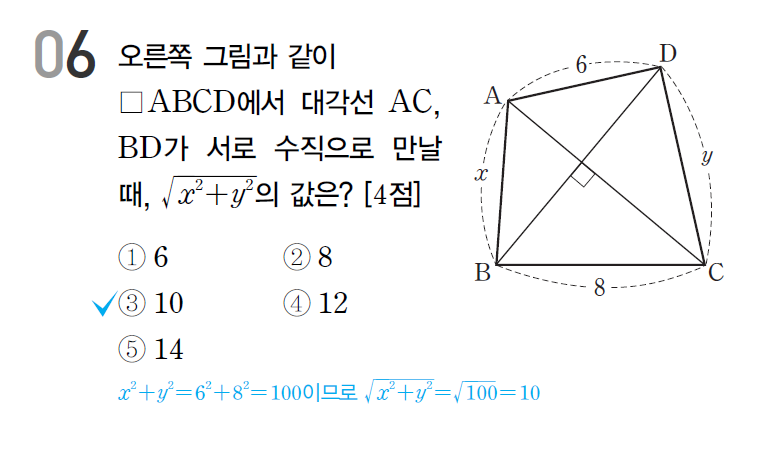 06 오른쪽 그림과 같이
□ABCD에서 대각선 AC,
BD가 서로 수직으로 만날
때, √(x²+y²)의 값은? [4점]
① 6 ② 8
③ 10 ④ 12
⑤ 14
x²+y²=6²+8²=100이므로 √(x²+y²)=√100=10
D
6
A
y
x
B
C
8